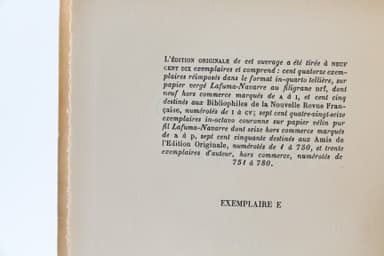 L'ÉDITION ORIGINALE de cet ouvrage a été tirée à NEUF
CENT DIX exemplaires et comprend : cent quatorze exem-
plaires réimposés dans le format in-quarto tellière, sur
papier vergé Lafuma-Navarre au filigrane nrf, dont
neuf hors commerce marqués de A à I, et cent cinq
destinés aux Bibliophiles de la Nouvelle Revue Fran-
çaise, numérotés de I à CV; sept cent quatre-vingt-seize
exemplaires in-octavo couronne sur papier vélin pur
fil Lafuma-Navarre dont seize hors commerce marqués
de a à p, sept cent cinquante destinés aux Amis de
l'Edition Originale, numérotés de 1 à 750, et trente
exemplaires d'auteur, hors commerce, numérotés de
751 à 780.
EXEMPLAIRE E